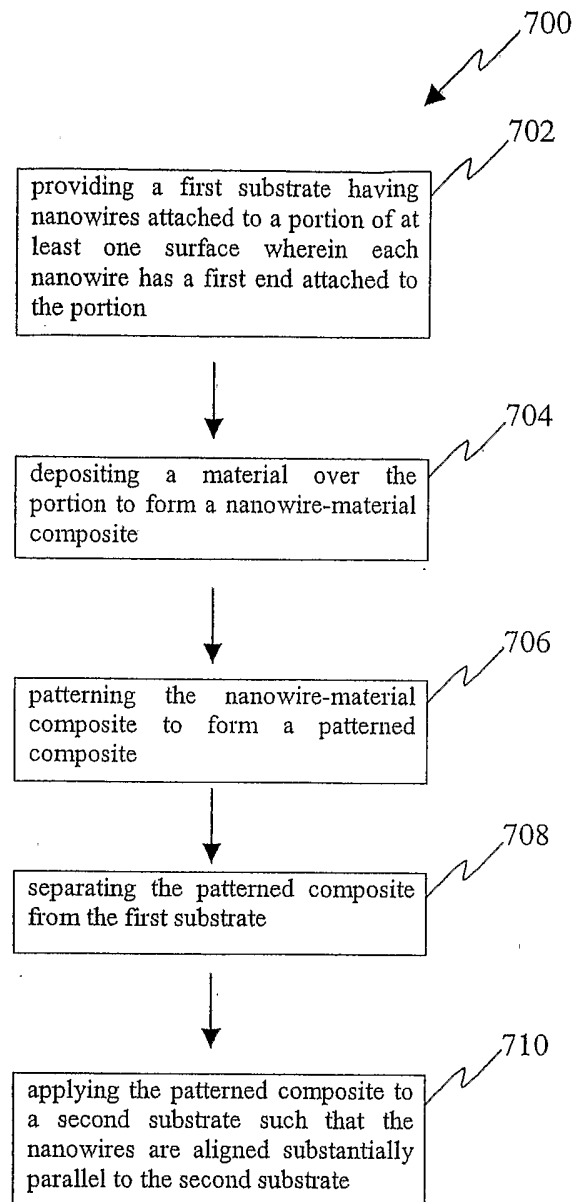 700
702
providing a first substrate having
nanowires attached to a portion of at
least one surface wherein each
nanowire has a first end attached to
the portion
704
depositing a material over the
portion to form a nanowire-material
composite
706
patterning the nanowire-material
composite to form a patterned
composite
708
separating the patterned composite
from the first substrate
710
applying the patterned composite to
a second substrate such that the
nanowires are aligned substantially
parallel to the second substrate